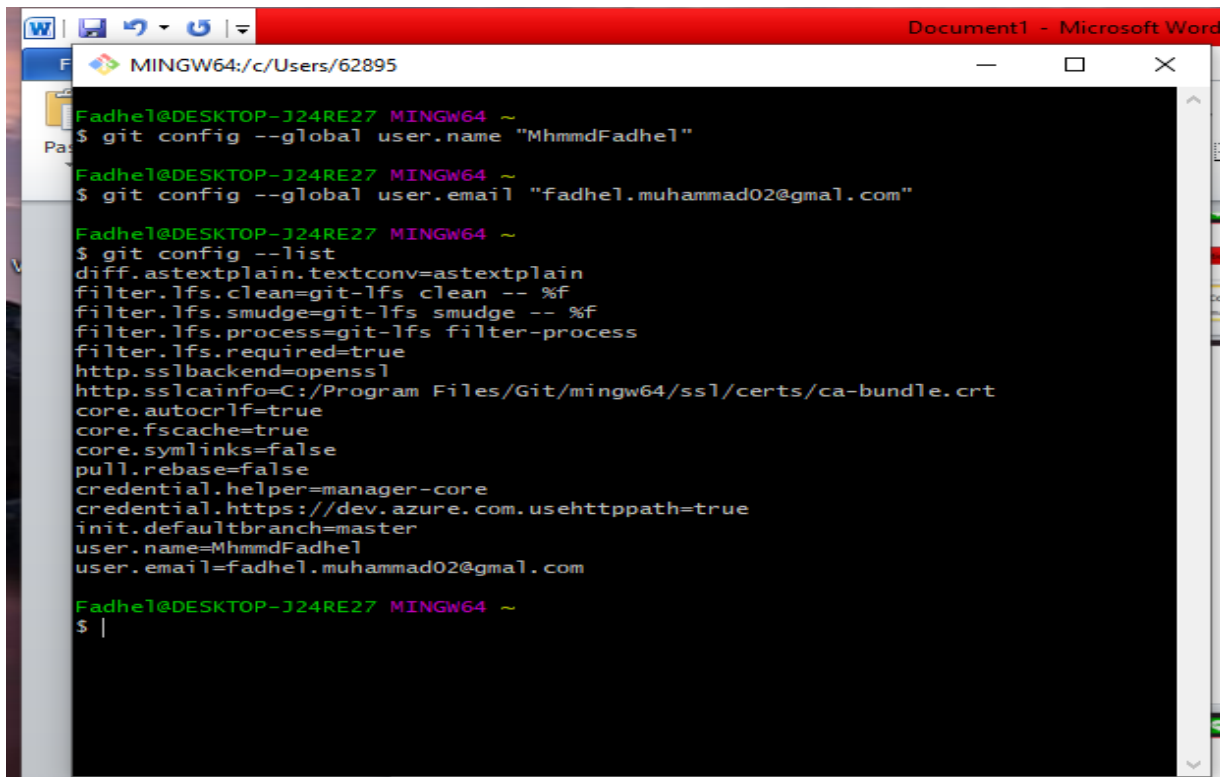 Document1 - Microsoft Word
F
MINGW64:/c/Users/62895
Pas
Fadhel@DESKTOP-J24RE27 MINGW64 ~
$ git config --global user.name "MhmmdFadhel"
Fadhel@DESKTOP-J24RE27 MINGW64 ~
$ git config --global user.email "fadhel.muhammad02@gmal.com"
Fadhel@DESKTOP-J24RE27 MINGW64 ~
$ git config --list
diff.astextplain.textconv=astextplain
filter.lfs.clean=git-lfs clean -- %f
filter.lfs.smudge=git-lfs smudge -- %f
filter.lfs.process=git-lfs filter-process
filter.lfs.required=true
http.sslbackend=openssl
http.sslcainfo=C:/Program Files/Git/mingw64/ssl/certs/ca-bundle.crt
core.autocrlf=true
core.fscache=true
core.symlinks=false
pull.rebase=false
credential.helper=manager-core
credential.https://dev.azure.com.usehttppath=true
init.defaultbranch=master
user.name=MhmmdFadhel
user.email=fadhel.muhammad02@gmal.com
Fadhel@DESKTOP-J24RE27 MINGW64 ~
$